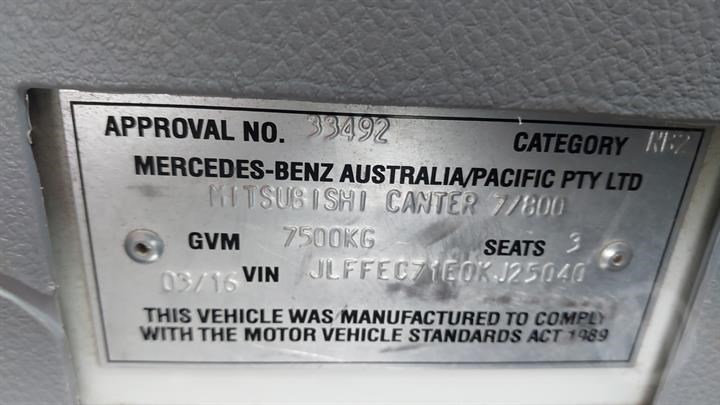 APPROVAL NO. 33492 CATEGORY NB2
MERCEDES-BENZ AUSTRALIA/PACIFIC PTY LTD
MITSUBISHI CANTER 7/800
GVM 7500KG SEATS 3
03/16 VIN JLFFEC71E0KJ25040
THIS VEHICLE WAS MANUFACTURED TO COMPLY
WITH THE MOTOR VEHICLE STANDARDS ACT 1989